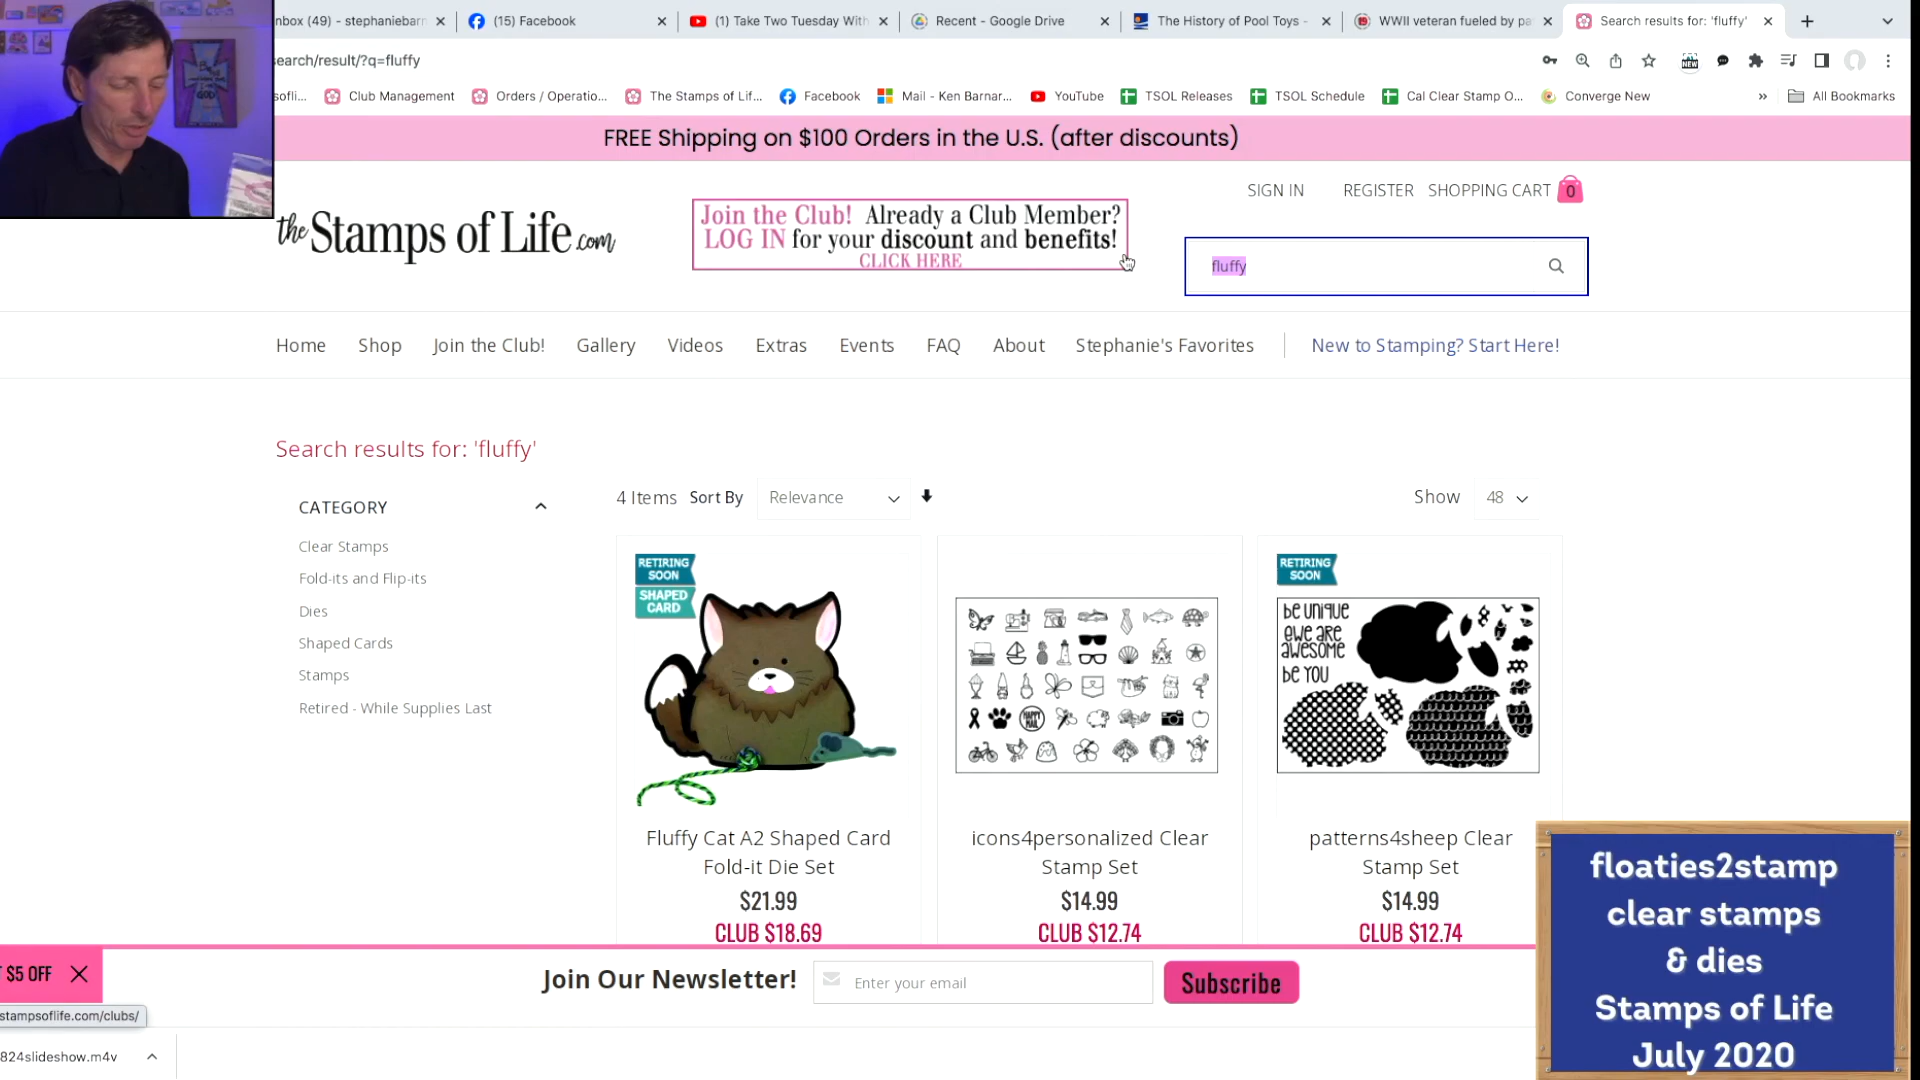 nbox (49) - stephaniebarn
(15) Facebook
(1) Take Two Tuesday With
Recent - Google Drive
The History of Pool Toys -
WWII veteran fueled by pa
Search results for: 'fluffy'
search/result/?q=fluffy
sofli...
Club Management
Orders / Operatio...
The Stamps of Lif...
Facebook
Mail - Ken Barnar...
YouTube
TSOL Releases
TSOL Schedule
Cal Clear Stamp O...
Converge New
»
All Bookmarks
FREE Shipping on $100 Orders in the U.S. (after discounts)
SIGN IN
REGISTER
SHOPPING CART
0
the Stamps of Life.com
Join the Club! Already a Club Member?
LOG IN for your discount and benefits!
CLICK HERE
fluffy
Home
Shop
Join the Club!
Gallery
Videos
Extras
Events
FAQ
About
Stephanie's Favorites
New to Stamping? Start Here!
Search results for: 'fluffy'
CATEGORY
Clear Stamps
Fold-its and Flip-its
Dies
Shaped Cards
Stamps
Retired - While Supplies Last
4 Items
Sort By
Relevance
Show
48
RETIRING
SOON
SHAPED
CARD
HAPPY
MAIL
RETIRING
SOON
be unique
ewe are
awesome
be you
Fluffy Cat A2 Shaped Card
Fold-it Die Set
$21.99
CLUB $18.69
icons4personalized Clear
Stamp Set
$14.99
CLUB $12.74
patterns4sheep Clear
Stamp Set
$14.99
CLUB $12.74
$5 OFF
Join Our Newsletter!
Enter your email
Subscribe
stampsoflife.com/clubs/
824slideshow.m4v
floaties2stamp
clear stamps
& dies
Stamps of Life
July 2020